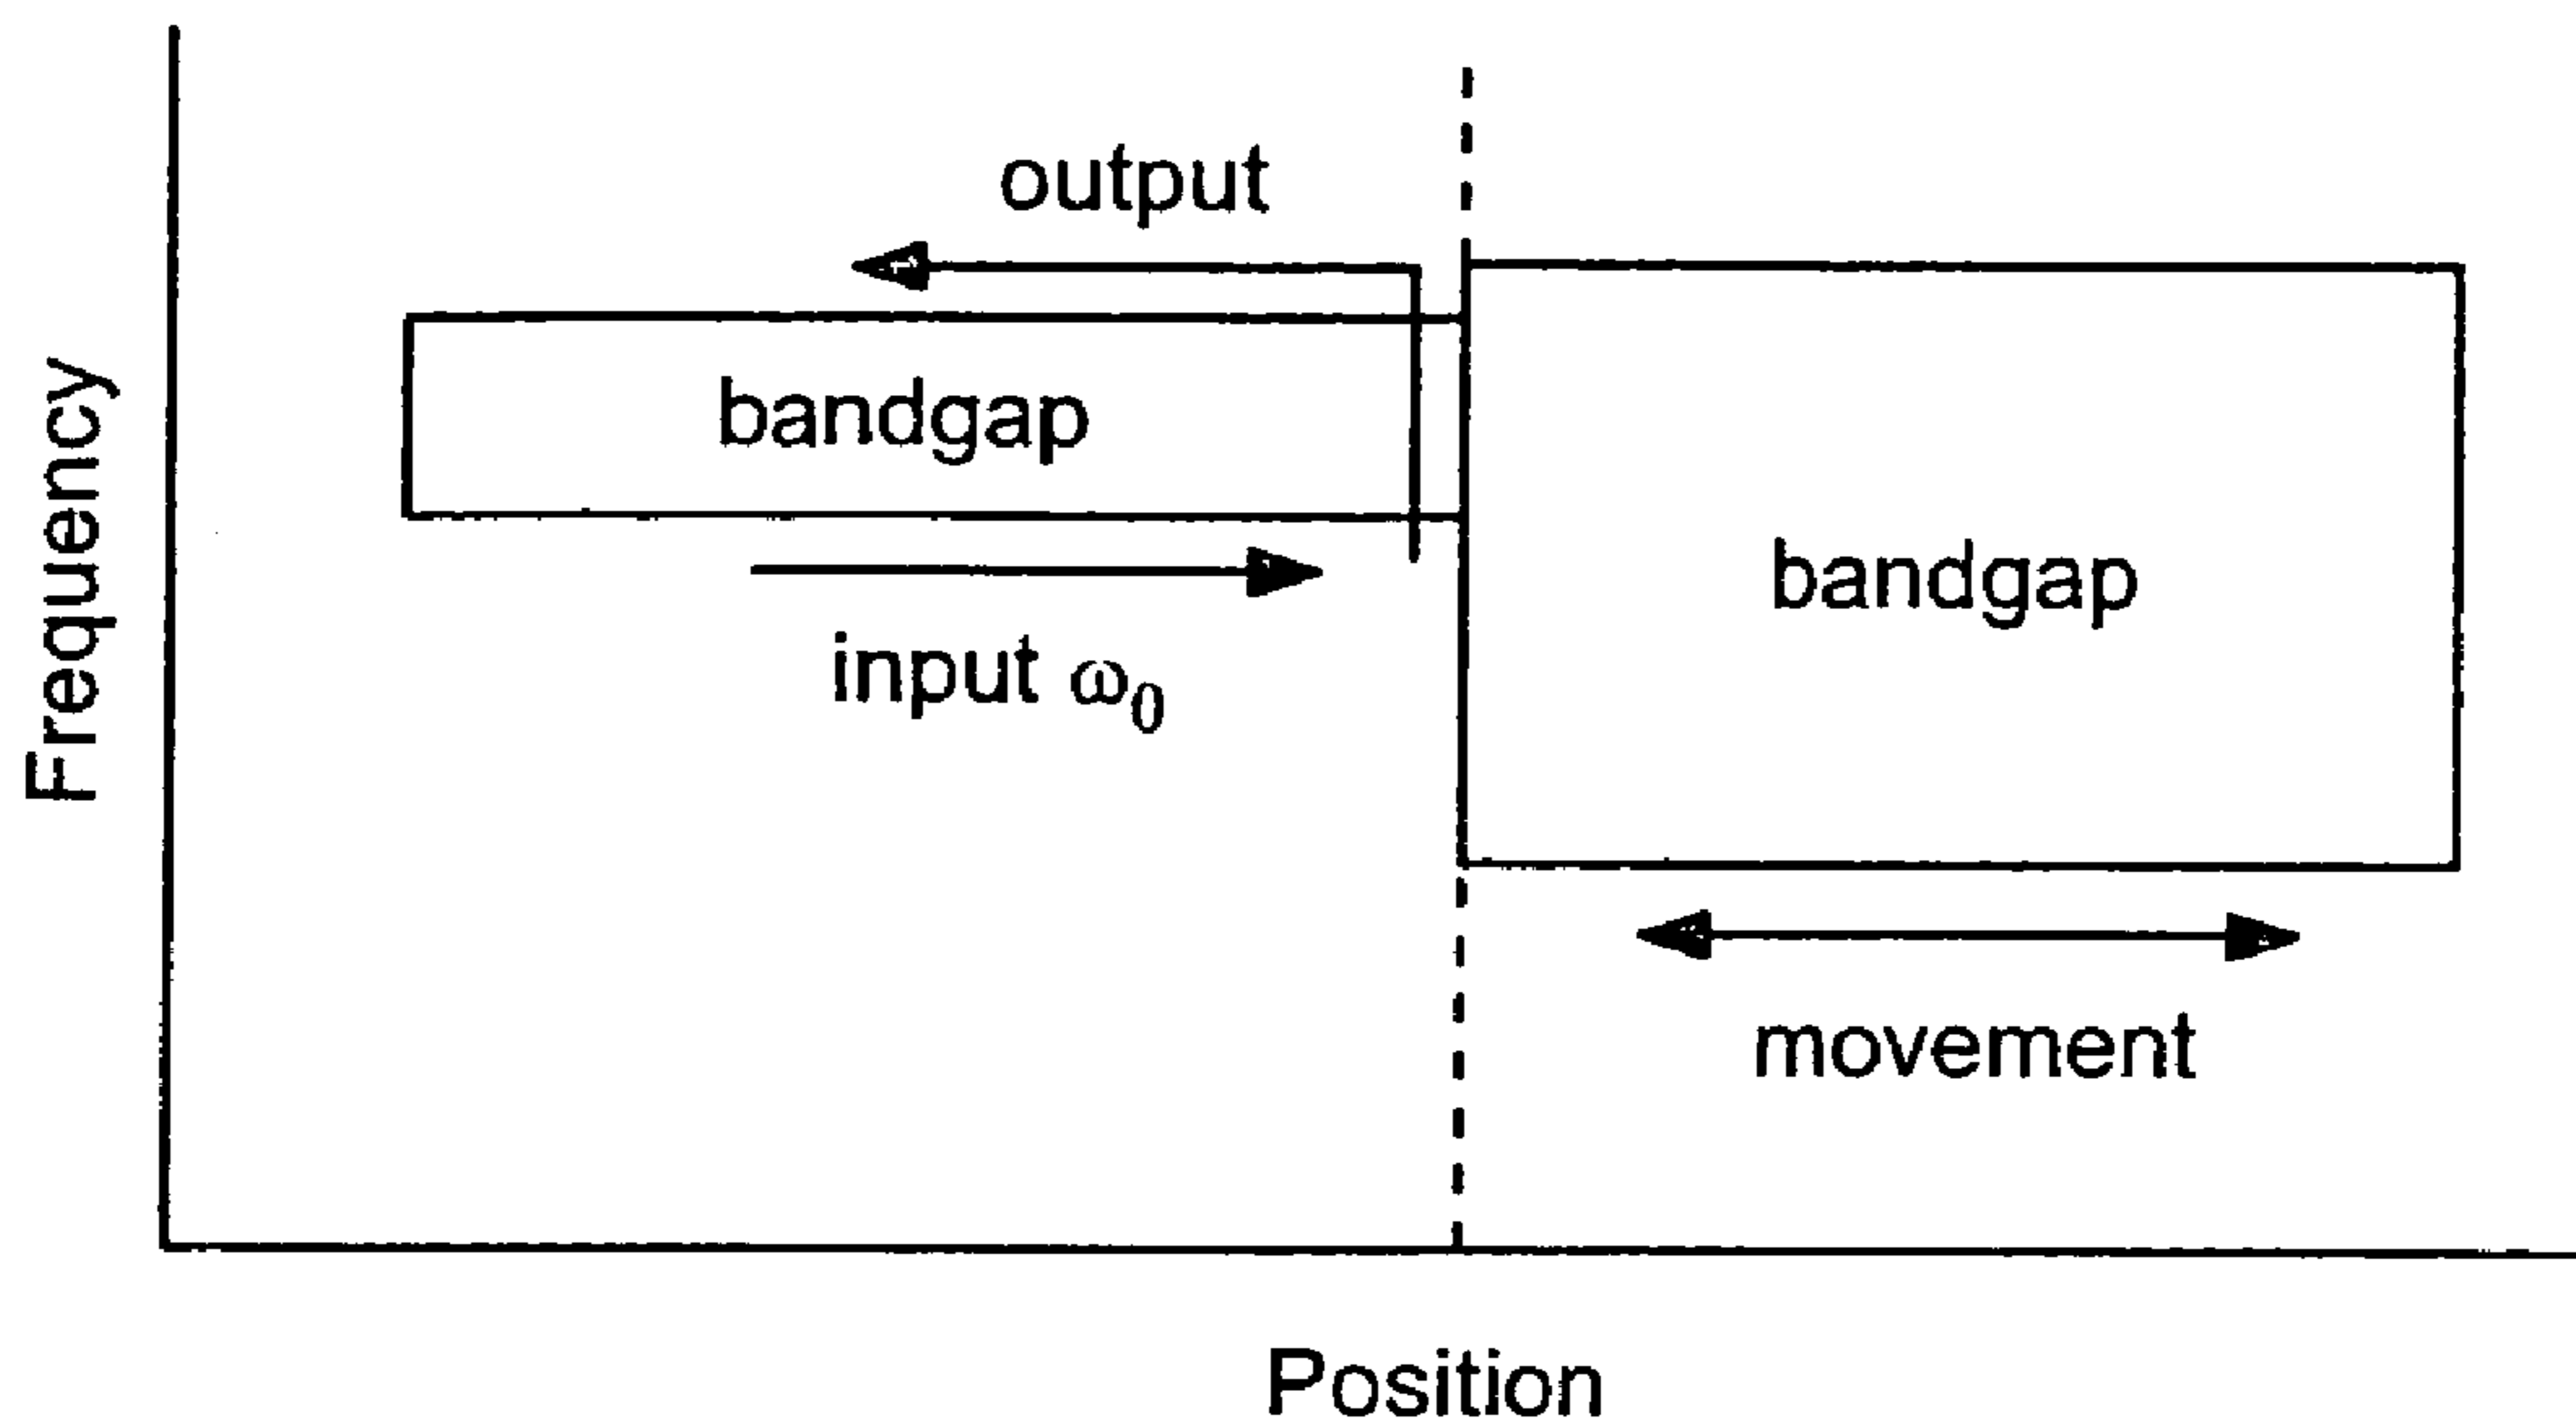 output
bandgap
input ω0
bandgap
movement
Frequency
Position